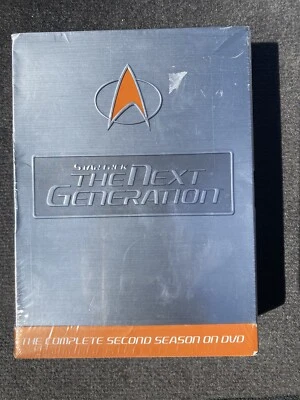 STAR TREK
THE NEXT
GENERATION
THE COMPLETE SECOND SEASON ON DVD